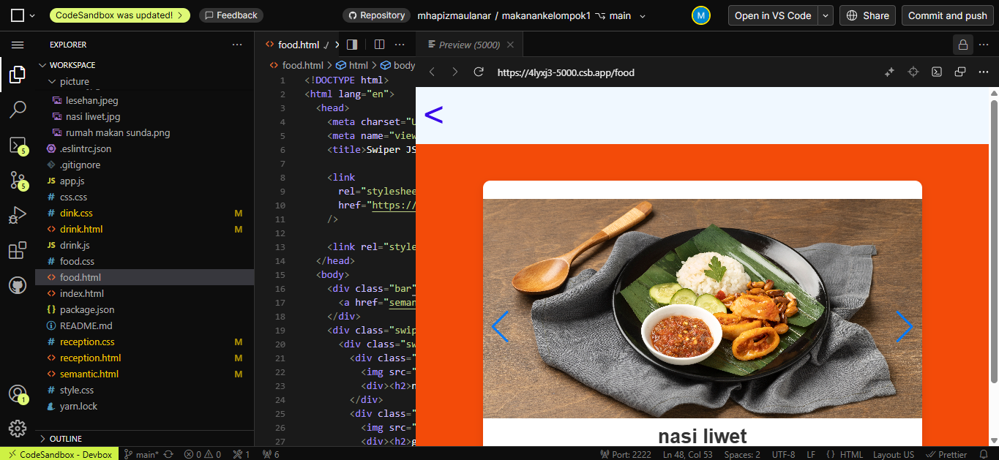 CodeSandbox was updated!
Feedback
Repository
mhapizmaulanar / makanankelompok1 main
M
Open in VS Code
Share
Commit and push
EXPLORER
WORKSPACE
picture
lesehan.jpeg
nasi liwet.jpg
rumah makan sunda.png
.eslintrc.json
.gitignore
JS app.js
# css.css
# dink.css M
<> drink.html M
JS drink.js
# food.css
<> food.html
<> index.html
{} package.json
README.md
# reception.css M
<> reception.html M
<> semantic.html M
# style.css
yarn.lock
OUTLINE
5
5
1
<> food.html
<> food.html > html > body
1 <!DOCTYPE html>
2 <html lang="en">
3 <head>
4 <meta charset="U
5 <meta name="view
6 <title>Swiper JS
7
8 <link
9 rel="styleshee
10 href="https://
11 />
12
13 <link rel="style
14 </head>
15 <body>
16 <div class="bar"
17 <a href="seman
18 </div>
19 <div class="swip
20 <div class="sw
21 <div class="
22 <img src="
23 <div><h2>n
24 </div>
25 <div class="
26 <img src="
27 <div><h2>g
Preview (5000)
https://4lyxj3-5000.csb.app/food
<
nasi liwet
CodeSandbox - Devbox
main*
0
0
1
6
Port: 2222
Ln 48, Col 53
Spaces: 2
UTF-8
LF
{} HTML
Layout: US
Prettier